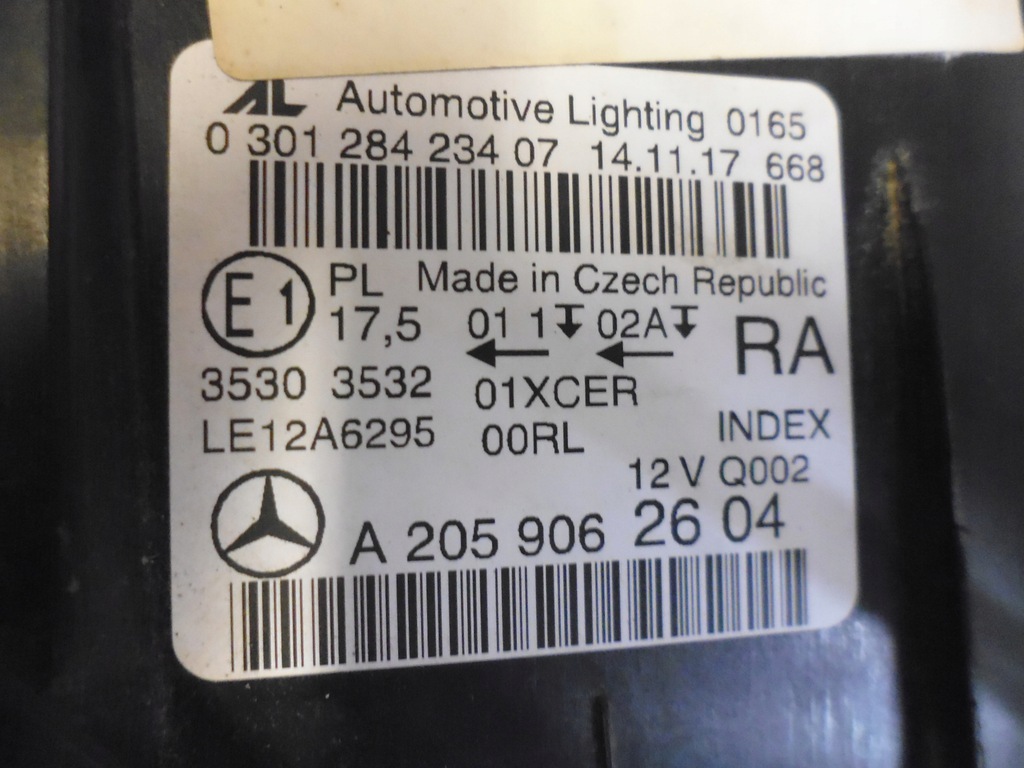 AL Automotive Lighting 0165
0 301 284 234 07 14.11.17 668
E1 PL Made in Czech Republic
17,5 01 1 02A RA
3530 3532 01XCER
LE12A6295 00RL INDEX
12 V Q002
A 205 906 26 04